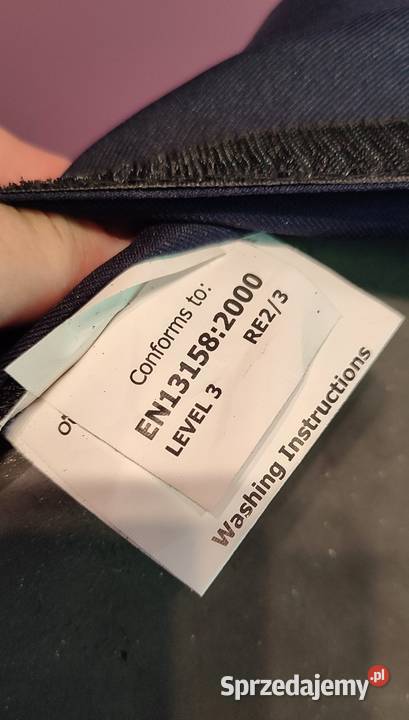 Conforms to:
EN13158:2000
LEVEL 3
RE2/3
Washing Instructions
Sprzedajemy.pl